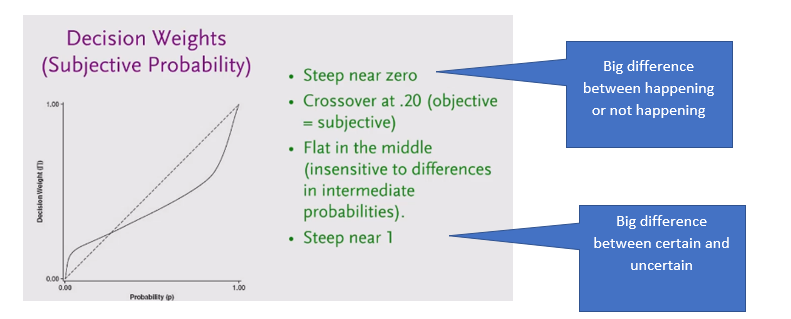 Decision Weights
(Subjective Probability)
1.00
Decision Weight (Π)
0.00
0.00
1.00
Probability (p)
• Steep near zero
• Crossover at .20 (objective
= subjective)
• Flat in the middle
(insensitive to differences
in intermediate
probabilities).
• Steep near 1
Big difference
between happening
or not happening
Big difference
between certain and
uncertain